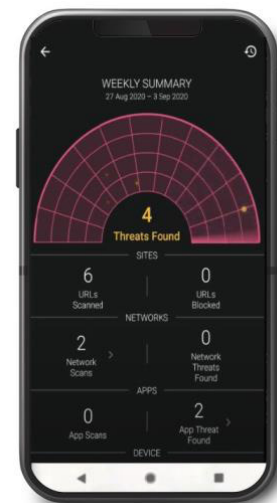 WEEKLY SUMMARY
27 Aug 2020 – 3 Sep 2020
4
Threats Found
SITES
6
URLs
Scanned
0
URLs
Blocked
NETWORKS
2
Network
Scans
0
Network
Threats
Found
APPS
0
App Scans
2
App Threat
Found
DEVICE